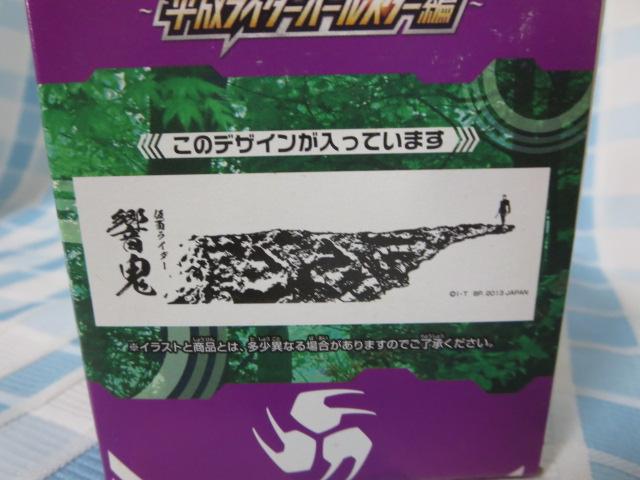 ～平成ライダーオールスター編～
このデザインが入っています
仮面ライダー
響鬼
©I・T BP. 2013 JAPAN
※イラストと商品とは、多少異なる場合がありますのでご了承ください。